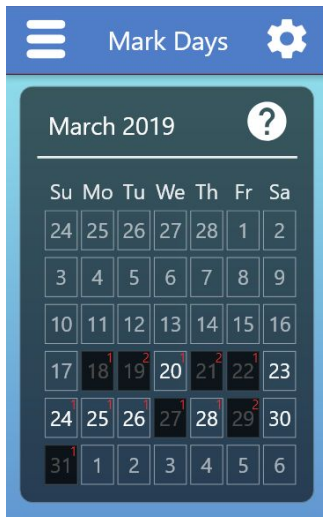 Mark Days
March 2019 ?
Su Mo Tu We Th Fr Sa
24 25 26 27 28 1 2
3 4 5 6 7 8 9
10 11 12 13 14 15 16
17 18 1 19 2 20 1 21 2 22 1 23
24 1 25 1 26 1 27 1 28 1 29 2 30
31 1 1 2 3 4 5 6